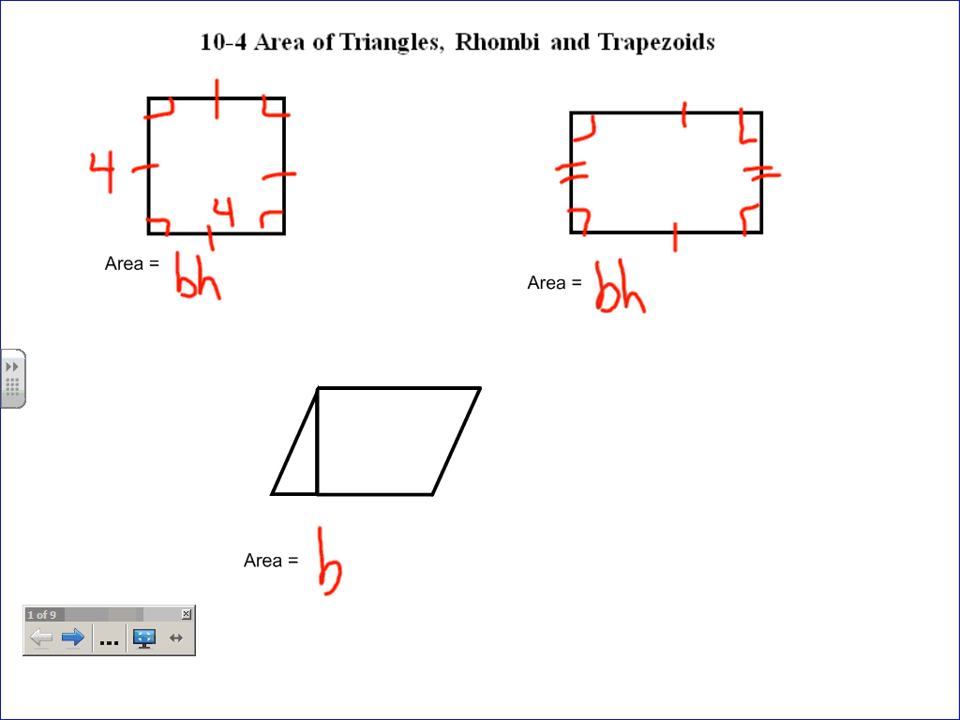 10-4 Area of Triangles, Rhombi and Trapezoids
4
4
Area = bh
Area = bh
Area = b
1 of 9
...